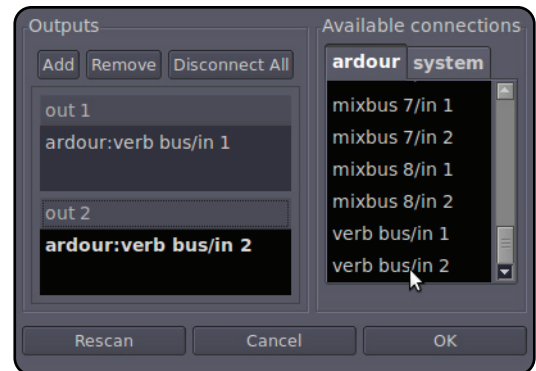 Outputs
Add Remove Disconnect All
out 1
ardour:verb bus/in 1
out 2
ardour:verb bus/in 2
Available connections
ardour system
mixbus 7/in 1
mixbus 7/in 2
mixbus 8/in 1
mixbus 8/in 2
verb bus/in 1
verb bus/in 2
Rescan Cancel OK